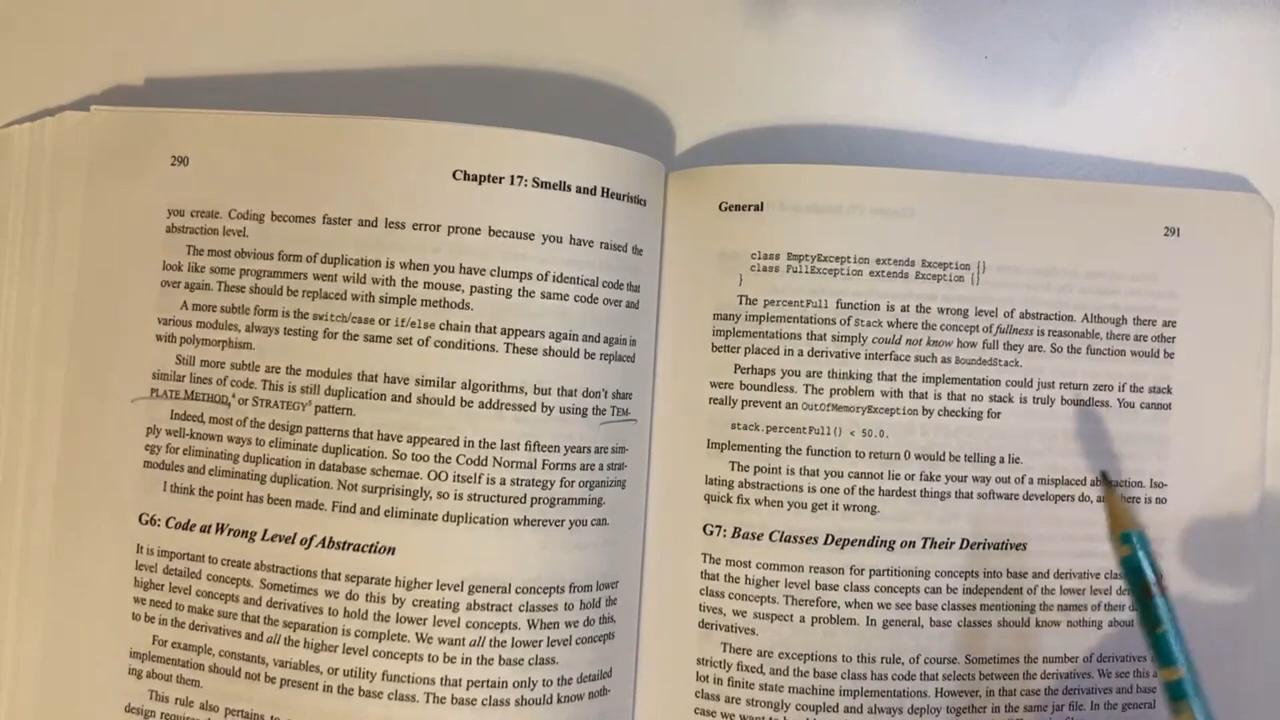 290
Chapter 17: Smells and Heuristics
you create. Coding becomes faster and less error prone because you have raised the
abstraction level.
The most obvious form of duplication is when you have clumps of identical code that
look like some programmers went wild with the mouse, pasting the same code over and
over again. These should be replaced with simple methods.
A more subtle form is the switch/case or if/else chain that appears again and again in
various modules, always testing for the same set of conditions. These should be replaced
with polymorphism.
Still more subtle are the modules that have similar algorithms, but that don't share
similar lines of code. This is still duplication and should be addressed by using the TEM-
PLATE METHOD,⁴ or STRATEGY⁵ pattern.
Indeed, most of the design patterns that have appeared in the last fifteen years are sim-
ply well-known ways to eliminate duplication. So too the Codd Normal Forms are a strat-
egy for eliminating duplication in database schemae. OO itself is a strategy for organizing
modules and eliminating duplication. Not surprisingly, so is structured programming.
I think the point has been made. Find and eliminate duplication wherever you can.
G6: Code at Wrong Level of Abstraction
It is important to create abstractions that separate higher level general concepts from lower
level detailed concepts. Sometimes we do this by creating abstract classes to hold the
higher level concepts and derivatives to hold the lower level concepts. When we do this,
we need to make sure that the separation is complete. We want all the lower level concepts
to be in the derivatives and all the higher level concepts to be in the base class.
For example, constants, variables, or utility functions that pertain only to the detailed
implementation should not be present in the base class. The base class should know noth-
ing about them.
This rule also pertains to
design
General
291
class EmptyException extends Exception {}
class FullException extends Exception {}
}
The percentFull function is at the wrong level of abstraction. Although there are
many implementations of Stack where the concept of fullness is reasonable, there are other
implementations that simply could not know how full they are. So the function would be
better placed in a derivative interface such as BoundedStack.
Perhaps you are thinking that the implementation could just return zero if the stack
were boundless. The problem with that is that no stack is truly boundless. You cannot
really prevent an OutOfMemoryException by checking for
stack.percentFull() < 50.0.
Implementing the function to return 0 would be telling a lie.
The point is that you cannot lie or fake your way out of a misplaced abstraction. Iso-
lating abstractions is one of the hardest things that software developers do, and there is no
quick fix when you get it wrong.
G7: Base Classes Depending on Their Derivatives
The most common reason for partitioning concepts into base and derivative
that the higher level base class concepts can be independent of the lower level
class concepts. Therefore, when we see base classes mentioning the names of their
tives, we suspect a problem. In general, base classes should know nothing about
derivatives.
There are exceptions to this rule, of course. Sometimes the number of derivatives
strictly fixed, and the base class has code that selects between the derivatives. We see this a
lot in finite state machine implementations. However, in that case the derivatives and base
class are strongly coupled and always deploy together in the same jar file. In the general
case we want